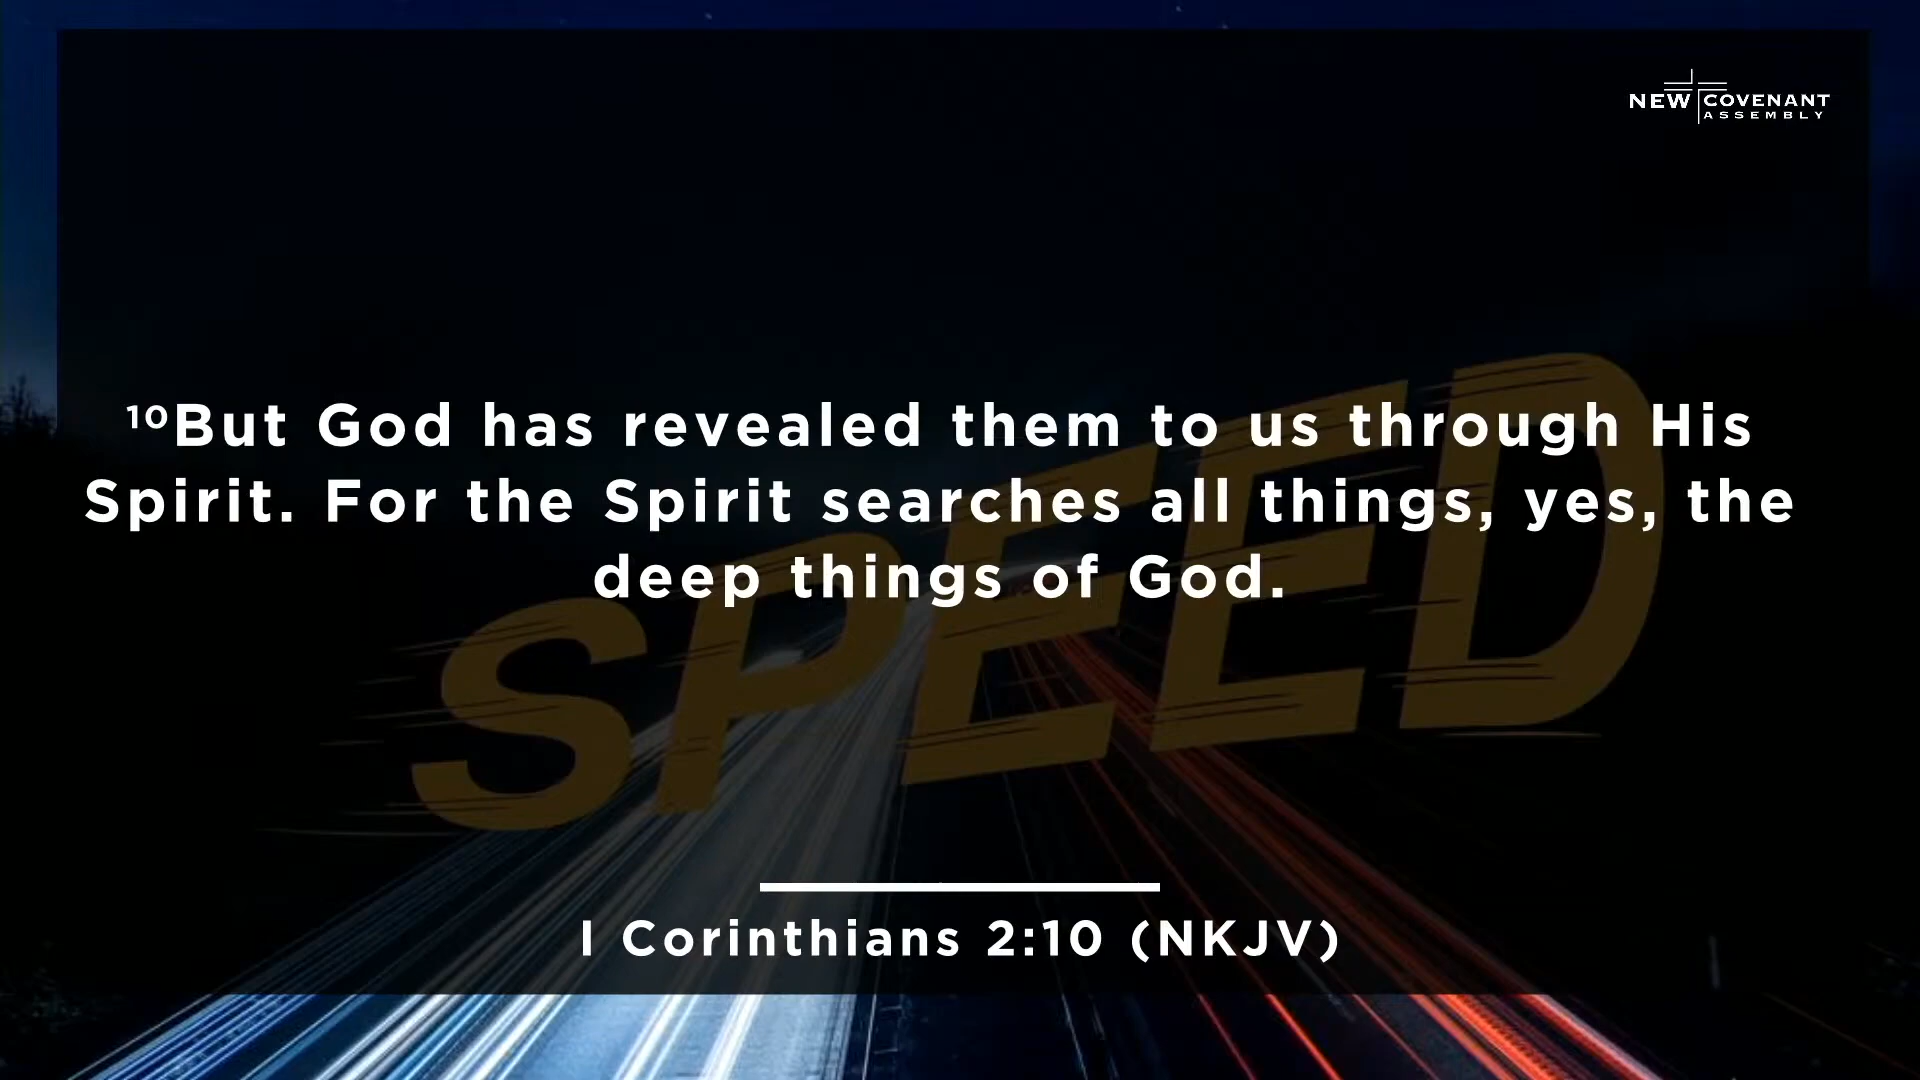 NEW COVENANT
ASSEMBLY
¹⁰But God has revealed them to us through His
Spirit. For the Spirit searches all things, yes, the
deep things of God.
SPEED
I Corinthians 2:10 (NKJV)